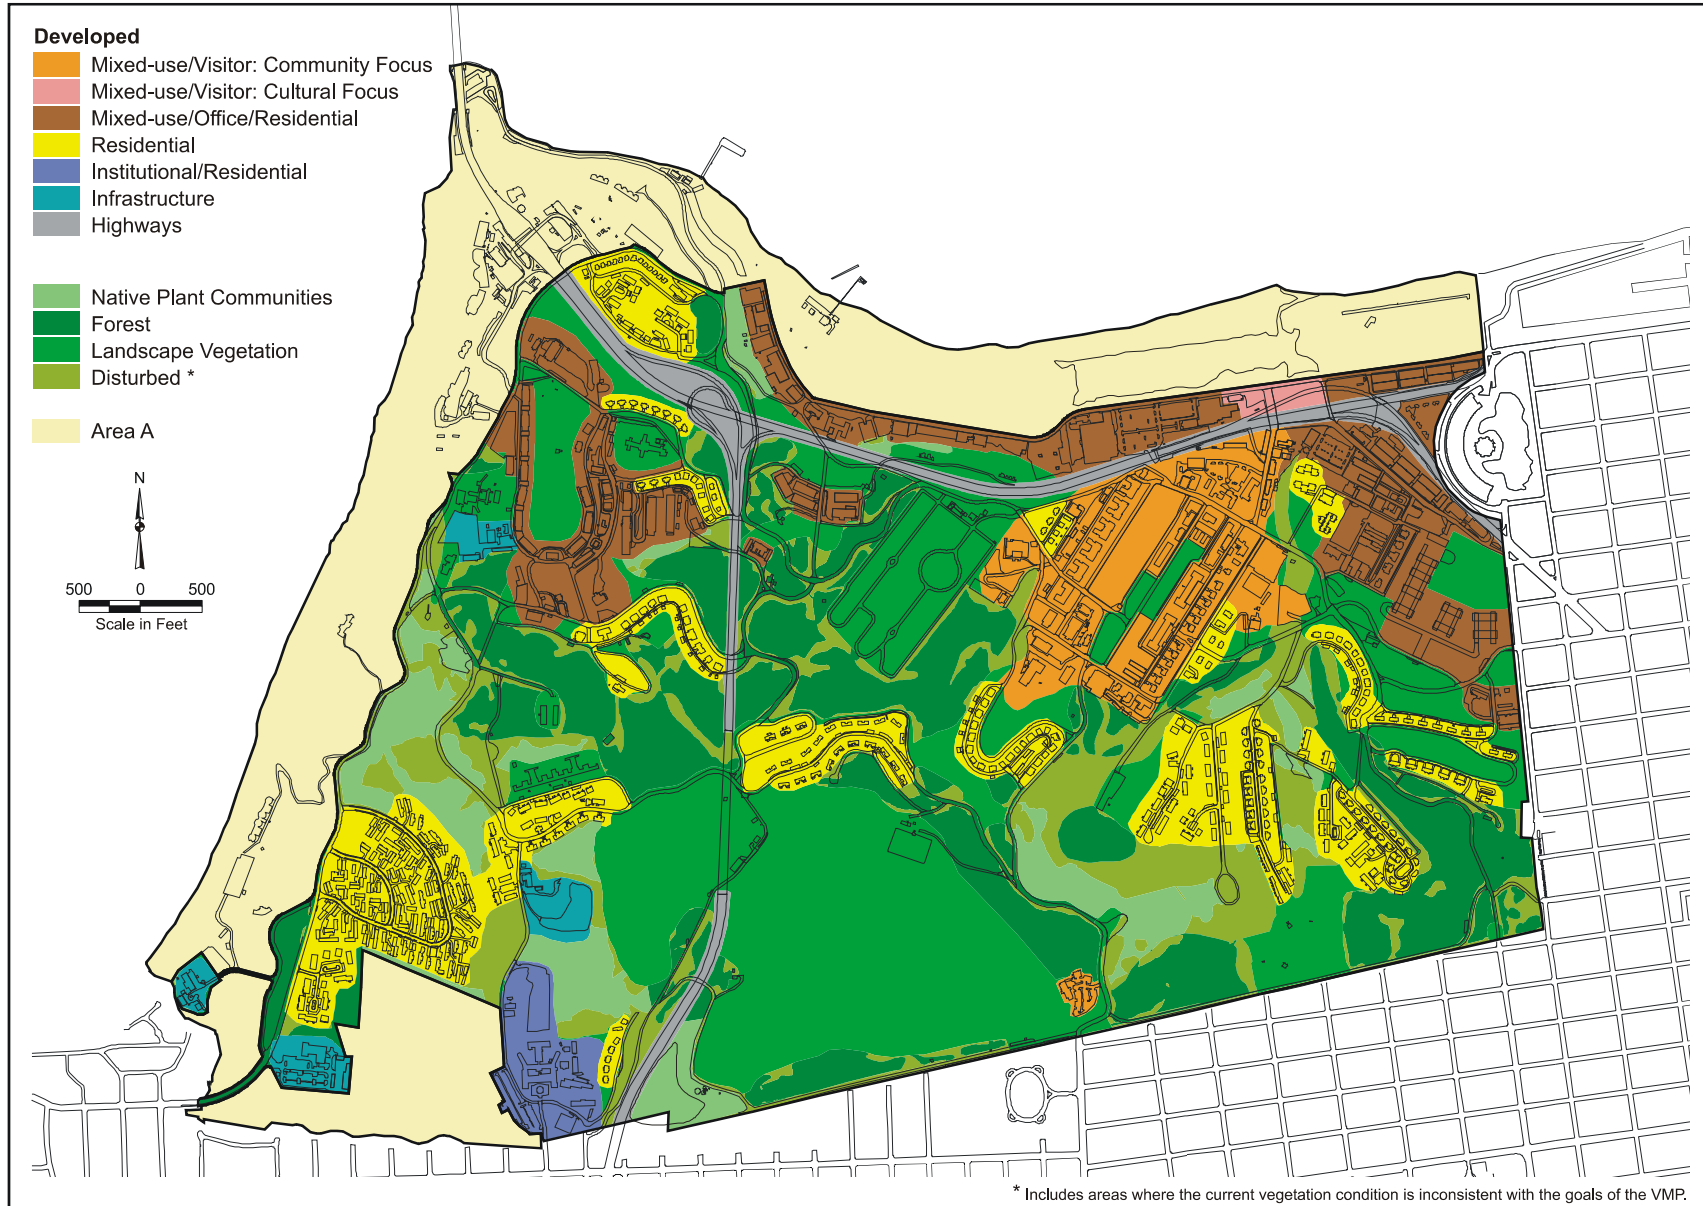 Developed
Mixed-use/Visitor: Community Focus
Mixed-use/Visitor: Cultural Focus
Mixed-use/Office/Residential
Residential
Institutional/Residential
Infrastructure
Highways
Native Plant Communities
Forest
Landscape Vegetation
Disturbed *
Area A
N
500 0 500
Scale in Feet
* Includes areas where the current vegetation condition is inconsistent with the goals of the VMP.